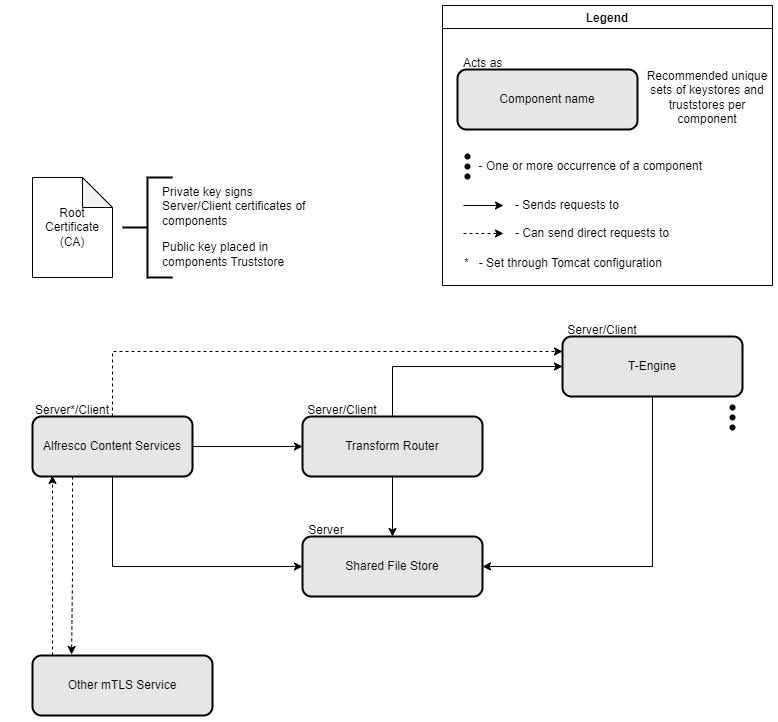 Legend
Acts as
Component name
Recommended unique
sets of keystores and
truststores per
component
- One or more occurrence of a component
- Sends requests to
- Can send direct requests to
* - Set through Tomcat configuration
Root
Certificate
(CA)
Private key signs
Server/Client certificates of
components
Public key placed in
components Truststore
Server/Client
T-Engine
Server*/Client
Alfresco Content Services
Server/Client
Transform Router
Server
Shared File Store
Other mTLS Service